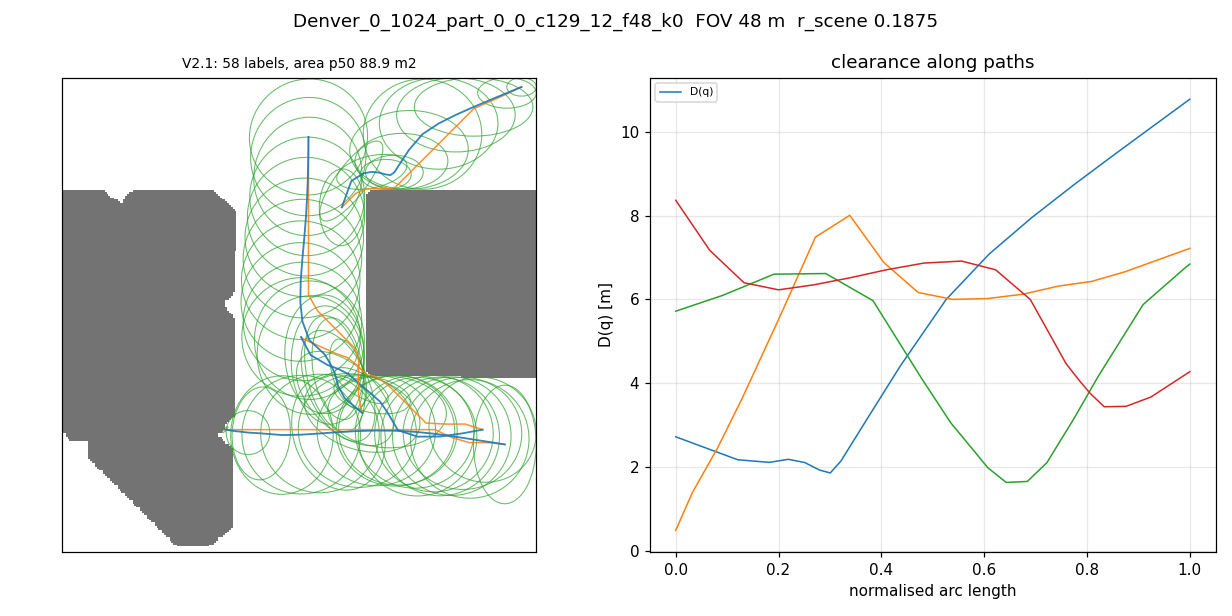 Denver_0_1024_part_0_0_c129_12_f48_k0  FOV 48 m  r_scene 0.1875
V2.1: 58 labels, area p50 88.9 m2
clearance along paths
D(q)
10
8
6
4
2
0
D(q) [m]
0.0 0.2 0.4 0.6 0.8 1.0
normalised arc length